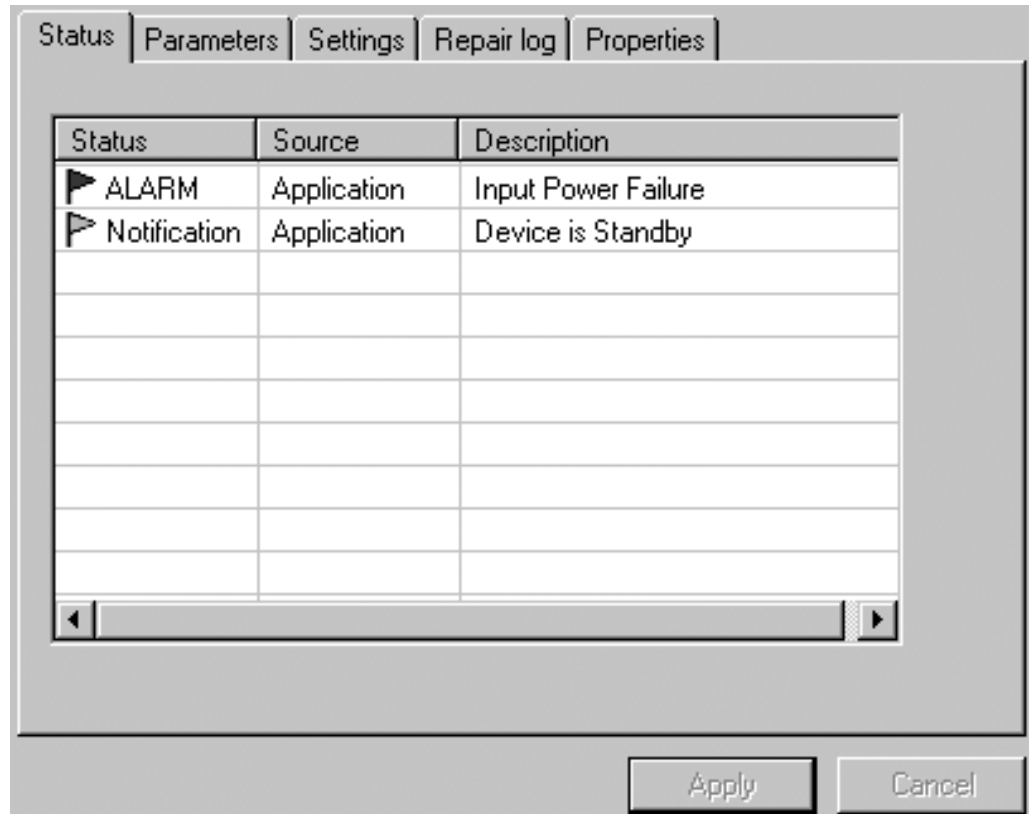 Status Parameters Settings Repair log Properties
Status Source Description
ALARM Application Input Power Failure
Notification Application Device is Standby
Apply Cancel